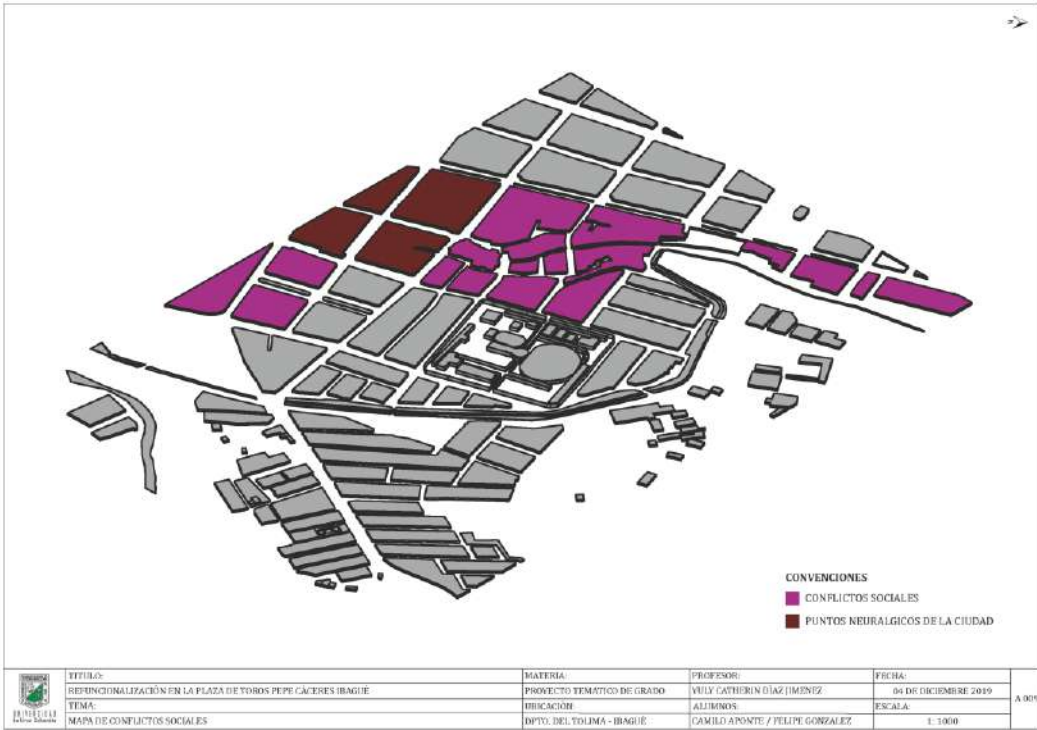 CONVENCIONES
CONFLICTOS SOCIALES
PUNTOS NEURALGICOS DE LA CIUDAD
TITULO:
REFUNCIONALIZACIÓN EN LA PLAZA DE TOROS PEPE CÁCERES IBAGUÉ
TEMA:
MAPA DE CONFLICTOS SOCIALES
MATERIA:
PROYECTO TEMATICO DE GRADO
UBICACIÓN:
DPTO. DEL TOLIMA - IBAGUÉ
PROFESOR:
YULY CATHERIN DÍAZ JIMENEZ
ALUMNOS:
CAMILO APONTE / FELIPE GONZALEZ
FECHA:
04 DE DICIEMBRE 2019
ESCALA:
1: 1000
UNIVERSIDAD